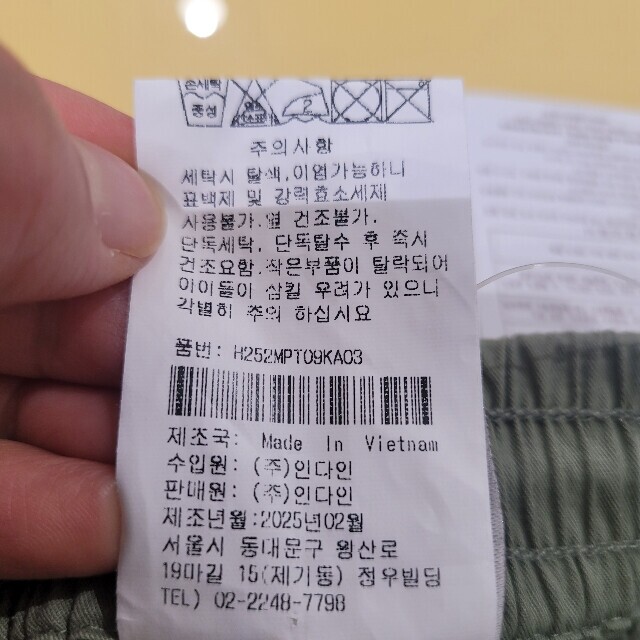 손세탁
중성
2
주의사항
세탁시 탈색,이염가능하니
표백제 및 강력효소세제
사용불가.열 건조불가.
단독세탁, 단독탈수 후 즉시
건조요함.작은부품이 탈락되어
아이들이 삼킬 우려가 있으니
각별히 주의 하십시요
품번: H252MPT09KA03
제조국: Made In Vietnam
수입원: (주)인다인
판매원: (주)인다인
제조년월:2025년02월
서울시 동대문구 왕산로
19마길 15(제기동) 정우빌딩
TEL) 02-2248-7798